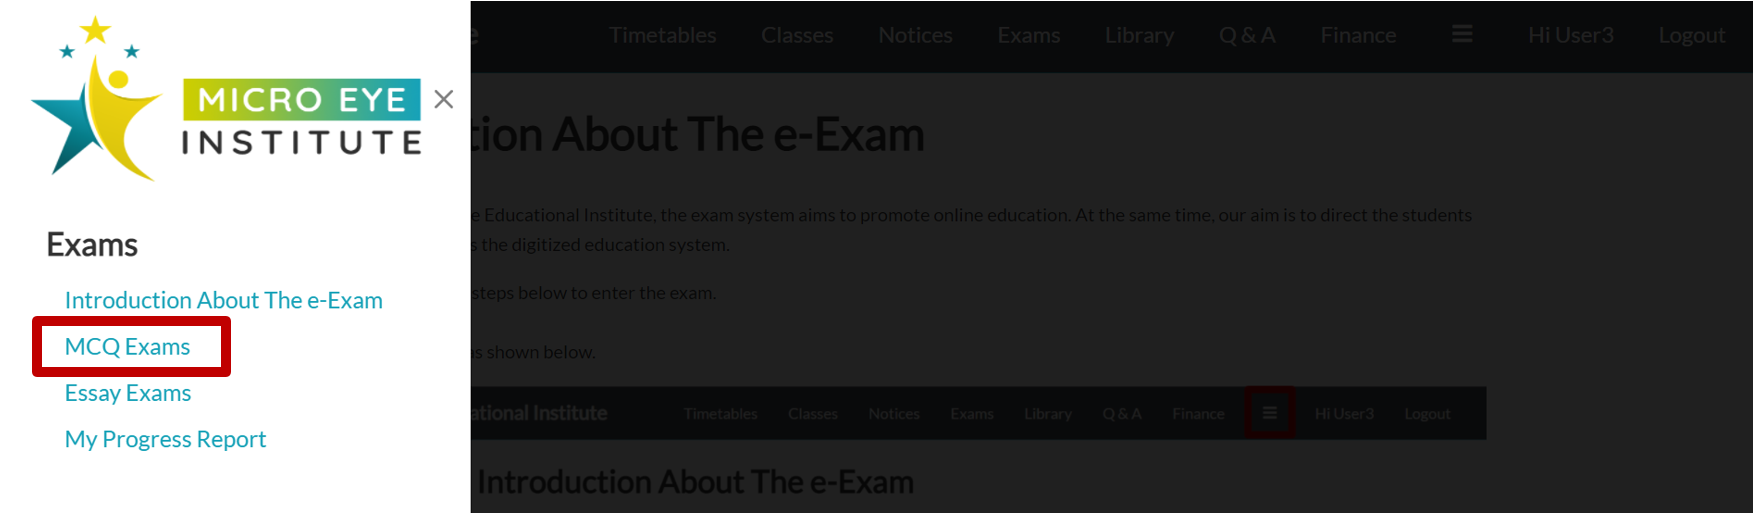 MICRO EYE
INSTITUTE
Exams
Introduction About The e-Exam
MCQ Exams
Essay Exams
My Progress Report
e Timetables Classes Notices Exams Library Q & A Finance Hi User3 Logout
tion About The e-Exam
e Educational Institute, the exam system aims to promote online education. At the same time, our aim is to direct the students
s the digitized education system.
steps below to enter the exam.
s shown below.
ational Institute Timetables Classes Notices Exams Library Q & A Finance Hi User3 Logout
Introduction About The e-Exam